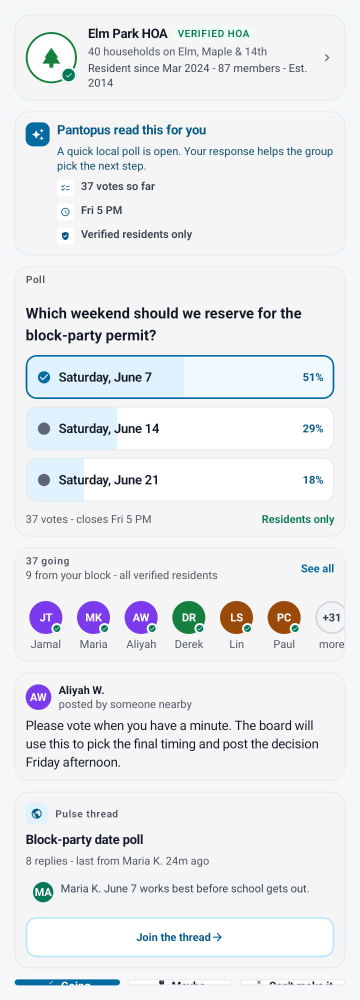 Elm Park HOA VERIFIED HOA
40 households on Elm, Maple & 14th
Resident since Mar 2024 - 87 members - Est.
2014
Pantopus read this for you
A quick local poll is open. Your response helps the group
pick the next step.
37 votes so far
Fri 5 PM
Verified residents only
Poll
Which weekend should we reserve for the
block-party permit?
Saturday, June 7 51%
Saturday, June 14 29%
Saturday, June 21 18%
37 votes - closes Fri 5 PM Residents only
37 going
9 from your block - all verified residents See all
JT MK AW DR LS PC +31
Jamal Maria Aliyah Derek Lin Paul more
AW Aliyah W.
posted by someone nearby
Please vote when you have a minute. The board will
use this to pick the final timing and post the decision
Friday afternoon.
Pulse thread
Block-party date poll
8 replies - last from Maria K. 24m ago
MA Maria K. June 7 works best before school gets out.
Join the thread
Going Maybe Can't make it